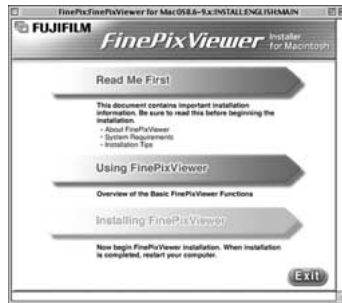 FinePix:FinePixViewer for MacOS8.6-9.x:INSTALL:ENGLISH:MAIN
FUJIFILM
FinePixViewer Installer
for Macintosh
Read Me First
This document contains important installation
information. Be sure to read this before beginning the
installation.
- About FinePixViewer
- System Requirements
- Installation Tips
Using FinePixViewer
Overview of the Basic FinePixViewer Functions
Installing FinePixViewer
Now begin FinePixViewer installation. When installation
is completed, restart your computer.
Exit